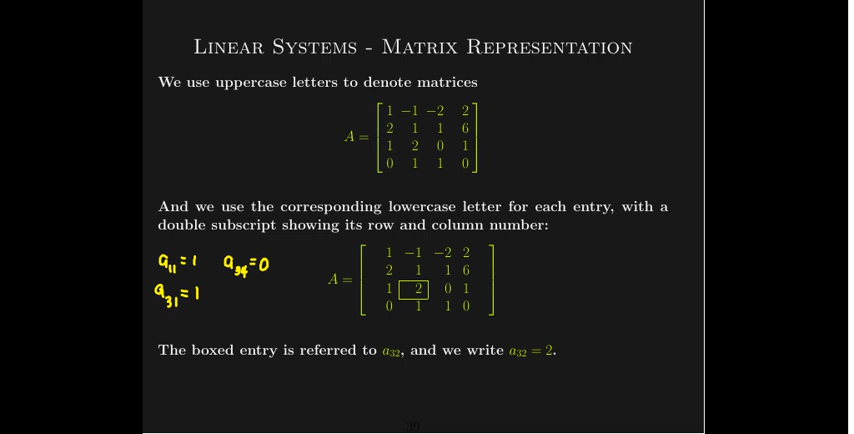 Linear Systems - Matrix Representation
We use uppercase letters to denote matrices
A = [ 1 −1 −2 2
2 1 1 6
1 2 0 1
0 1 1 0 ]
And we use the corresponding lowercase letter for each entry, with a
double subscript showing its row and column number:
a₁₁ = 1 a₃₄ = 0
a₃₁ = 1
A = [ 1 −1 −2 2
2 1 1 6
1 2 0 1
0 1 1 0 ]
The boxed entry is referred to a₃₂, and we write a₃₂ = 2.
39